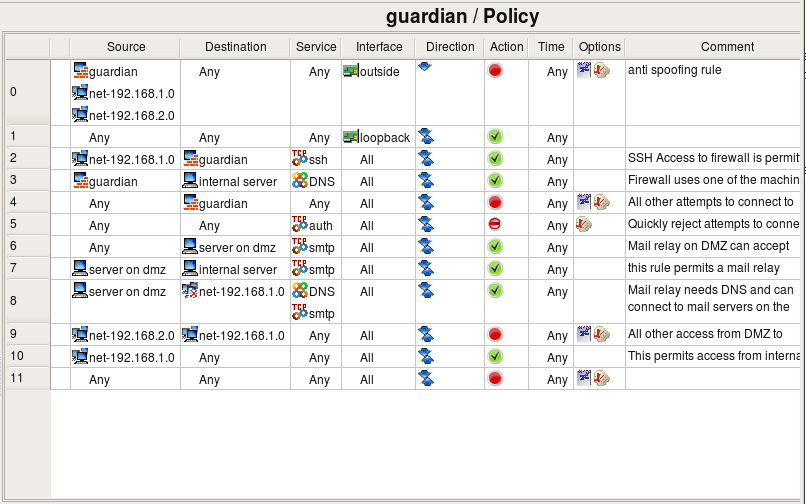 guardian / Policy
Source Destination Service Interface Direction Action Time Options Comment
0 guardian Any Any outside Any anti spoofing rule
net-192.168.1.0
net-192.168.2.0
1 Any Any Any loopback Any
2 net-192.168.1.0 guardian TCP ssh All Any SSH Access to firewall is permit
3 guardian internal server DNS All Any Firewall uses one of the machin
4 Any guardian Any All Any All other attempts to connect to
5 Any Any TCP auth All Any Quickly reject attempts to conne
6 Any server on dmz TCP smtp All Any Mail relay on DMZ can accept
7 server on dmz internal server TCP smtp All Any this rule permits a mail relay
8 server on dmz net-192.168.1.0 DNS All Any Mail relay needs DNS and can
TCP smtp connect to mail servers on the
9 net-192.168.2.0 net-192.168.1.0 Any All Any All other access from DMZ to
10 net-192.168.1.0 Any Any All Any This permits access from interna
11 Any Any Any All Any